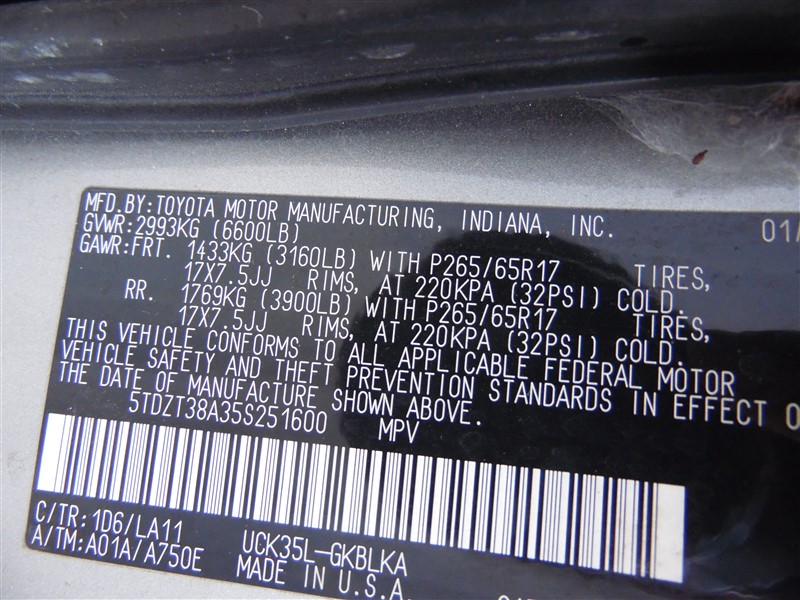 MFD.BY:TOYOTA MOTOR MANUFACTURING, INDIANA, INC. 01/
GVWR:2993KG (6600LB)
GAWR:FRT. 1433KG (3160LB) WITH P265/65R17 TIRES,
17X7.5JJ RIMS, AT 220KPA (32PSI) COLD.
RR. 1769KG (3900LB) WITH P265/65R17 TIRES,
17X7.5JJ RIMS, AT 220KPA (32PSI) COLD.
THIS VEHICLE CONFORMS TO ALL APPLICABLE FEDERAL MOTOR
VEHICLE SAFETY AND THEFT PREVENTION STANDARDS IN EFFECT O
THE DATE OF MANUFACTURE SHOWN ABOVE.
5TDZT38A35S251600 MPV
C/TR:1D6/LA11 UCK35L-GKBLKA
A/TM:A01A/A750E MADE IN U.S.A.